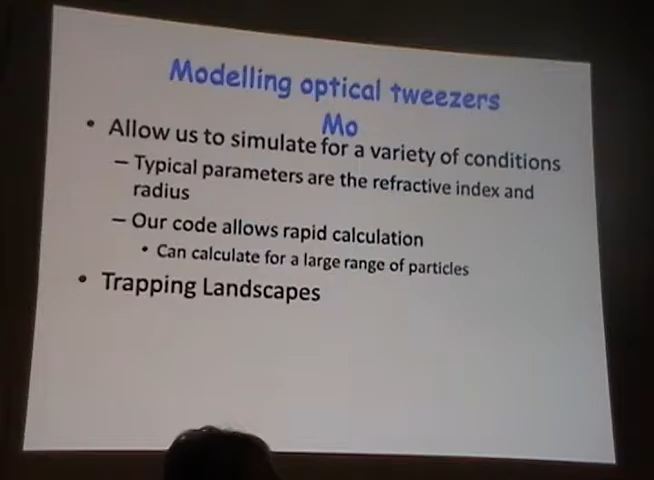 Modelling optical tweezers
Mo
• Allow us to simulate for a variety of conditions
– Typical parameters are the refractive index and
radius
– Our code allows rapid calculation
• Can calculate for a large range of particles
• Trapping Landscapes